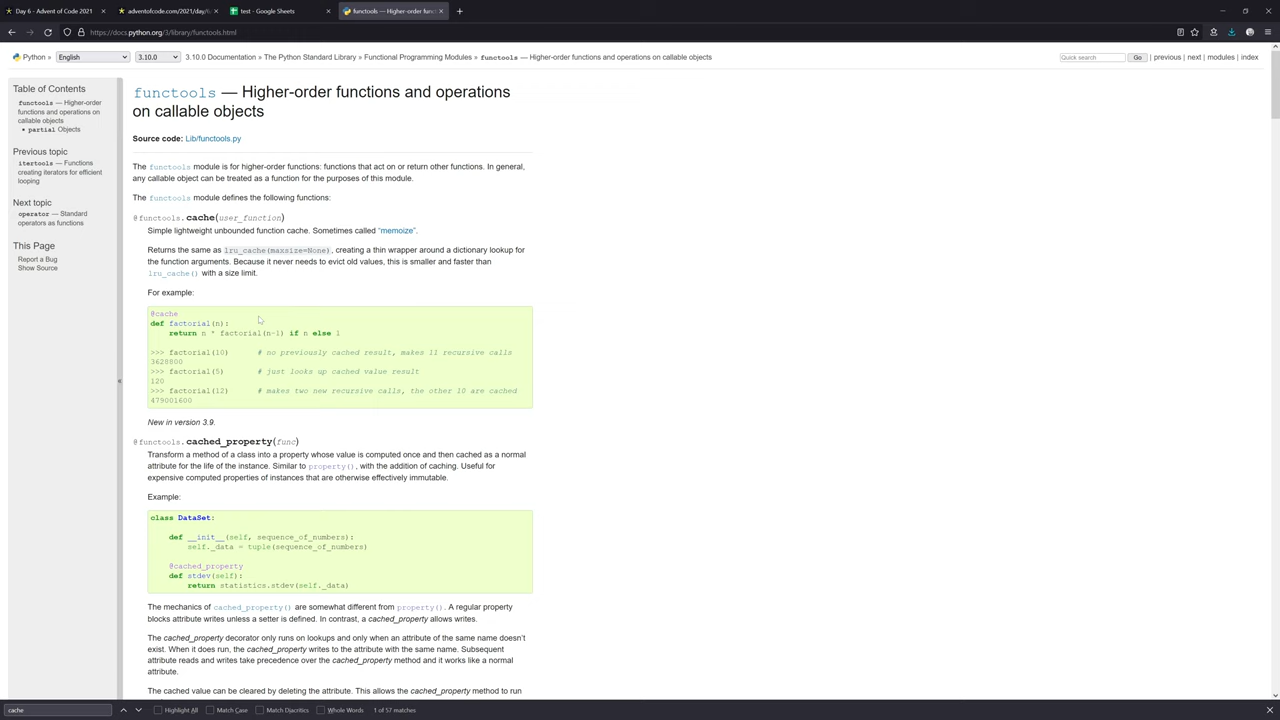 Day 6 - Advent of Code 2021
adventofcode.com/2021/day/
test - Google Sheets
functools — Higher-order func
https://docs.python.org/3/library/functools.html
Python »
English
3.10.0
3.10.0 Documentation » The Python Standard Library » Functional Programming Modules » functools — Higher-order functions and operations on callable objects
Quick search
Go
| previous | next | modules | index
Table of Contents
functools — Higher-order
functions and operations on
callable objects
▪ partial Objects
Previous topic
itertools — Functions
creating iterators for efficient
looping
Next topic
operator — Standard
operators as functions
This Page
Report a Bug
Show Source
«
functools — Higher-order functions and operations
on callable objects
Source code: Lib/functools.py
The functools module is for higher-order functions: functions that act on or return other functions. In general,
any callable object can be treated as a function for the purposes of this module.
The functools module defines the following functions:
@functools.cache(user_function)
Simple lightweight unbounded function cache. Sometimes called “memoize”.
Returns the same as lru_cache(maxsize=None), creating a thin wrapper around a dictionary lookup for
the function arguments. Because it never needs to evict old values, this is smaller and faster than
lru_cache() with a size limit.
For example:
@cache
def factorial(n):
    return n * factorial(n-1) if n else 1
>>> factorial(10)      # no previously cached result, makes 11 recursive calls
3628800
>>> factorial(5)       # just looks up cached value result
120
>>> factorial(12)      # makes two new recursive calls, the other 10 are cached
479001600
New in version 3.9.
@functools.cached_property(func)
Transform a method of a class into a property whose value is computed once and then cached as a normal
attribute for the life of the instance. Similar to property(), with the addition of caching. Useful for
expensive computed properties of instances that are otherwise effectively immutable.
Example:
class DataSet:
    def __init__(self, sequence_of_numbers):
        self._data = tuple(sequence_of_numbers)
    @cached_property
    def stdev(self):
        return statistics.stdev(self._data)
The mechanics of cached_property() are somewhat different from property(). A regular property
blocks attribute writes unless a setter is defined. In contrast, a cached_property allows writes.
The cached_property decorator only runs on lookups and only when an attribute of the same name doesn’t
exist. When it does run, the cached_property writes to the attribute with the same name. Subsequent
attribute reads and writes take precedence over the cached_property method and it works like a normal
attribute.
The cached value can be cleared by deleting the attribute. This allows the cached_property method to run
cache
Highlight All
Match Case
Match Diacritics
Whole Words
1 of 57 matches